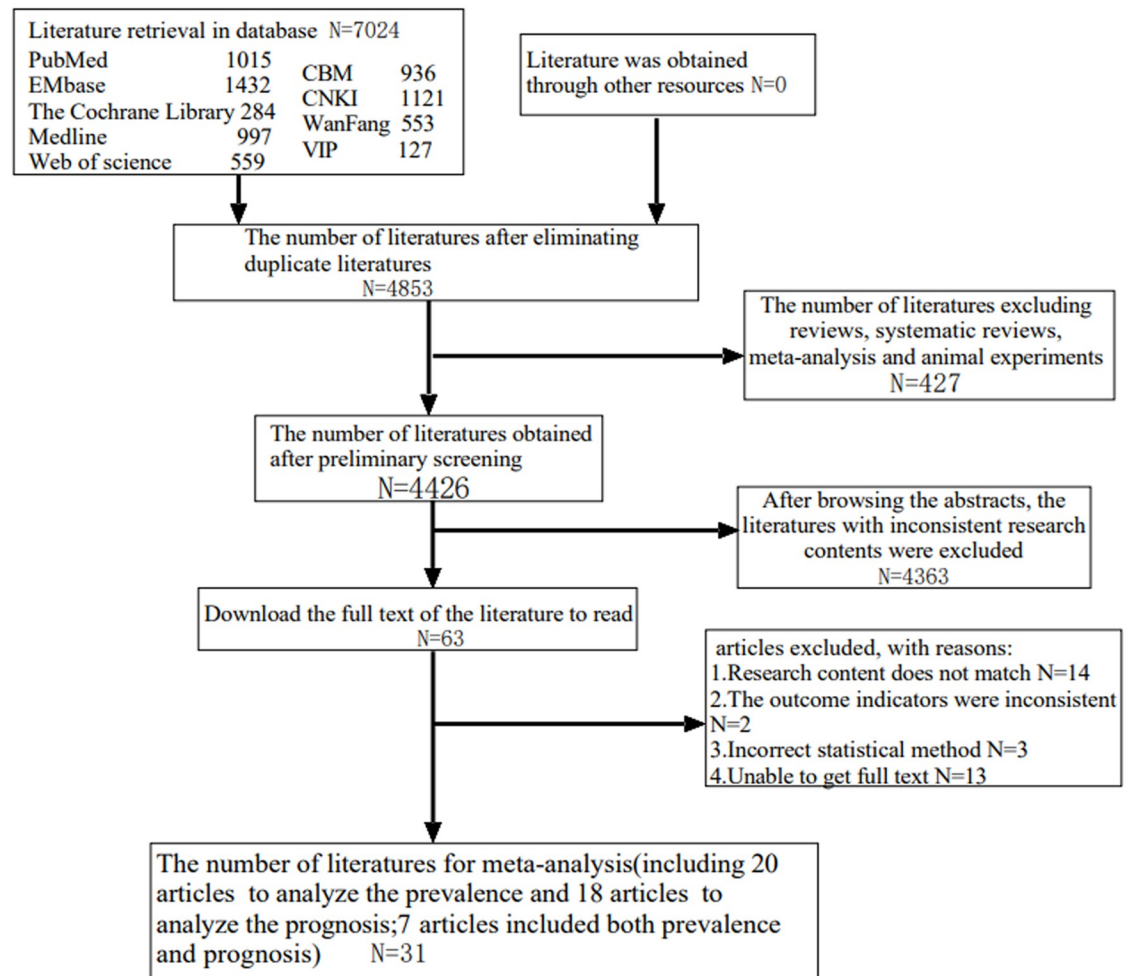 Literature retrieval in database N=7024
PubMed 1015
EMbase 1432
The Cochrane Library 284
Medline 997
Web of science 559
CBM 936
CNKI 1121
WanFang 553
VIP 127
Literature was obtained
through other resources N=0
The number of literatures after eliminating
duplicate literatures
N=4853
The number of literatures excluding
reviews, systematic reviews,
meta-analysis and animal experiments
N=427
The number of literatures obtained
after preliminary screening
N=4426
After browsing the abstracts, the
literatures with inconsistent research
contents were excluded
N=4363
Download the full text of the literature to read
N=63
articles excluded, with reasons:
1.Research content does not match N=14
2.The outcome indicators were inconsistent
N=2
3.Incorrect statistical method N=3
4.Unable to get full text N=13
The number of literatures for meta-analysis(including 20
articles to analyze the prevalence and 18 articles to
analyze the prognosis;7 articles included both prevalence
and prognosis) N=31